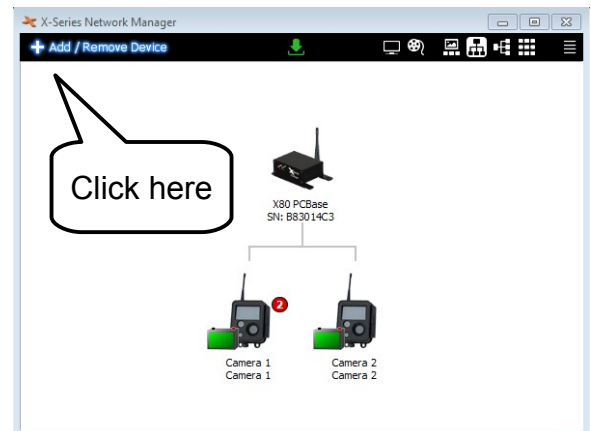 X-Series Network Manager
Add / Remove Device
Click here
X80 PCBase
SN: B83014C3
2
Camera 1
Camera 1
Camera 2
Camera 2